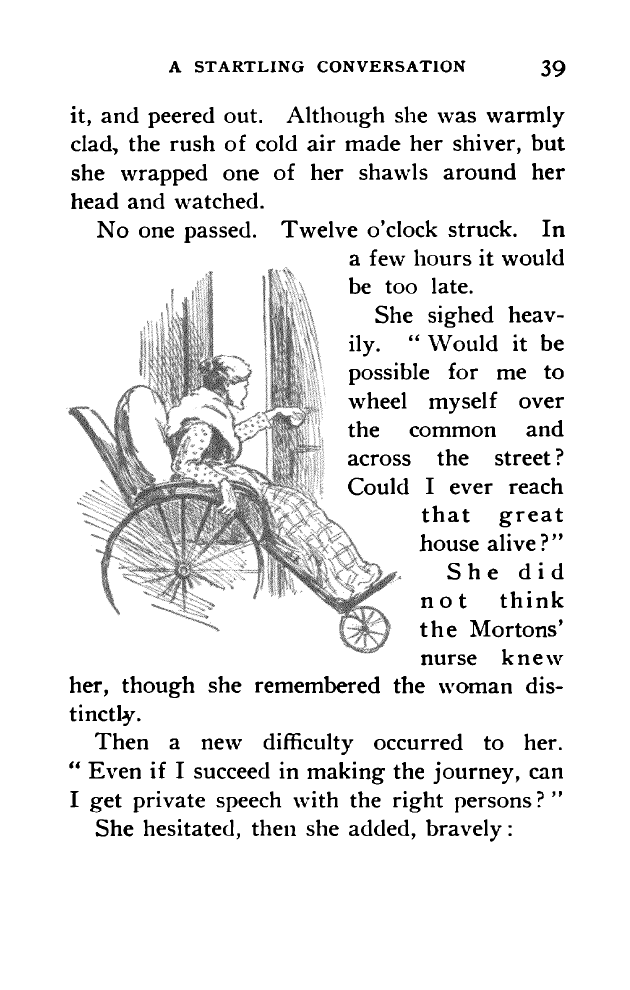 A STARTLING CONVERSATION 39
it, and peered out. Although she was warmly
clad, the rush of cold air made her shiver, but
she wrapped one of her shawls around her
head and watched.
No one passed. Twelve o'clock struck. In
a few hours it would
be too late.
She sighed heav-
ily. “ Would it be
possible for me to
wheel myself over
the common and
across the street?
Could I ever reach
that great
house alive?”
She did
not think
the Mortons’
nurse knew
her, though she remembered the woman dis-
tinctly.
Then a new difficulty occurred to her.
“ Even if I succeed in making the journey, can
I get private speech with the right persons? ”
She hesitated, then she added, bravely :